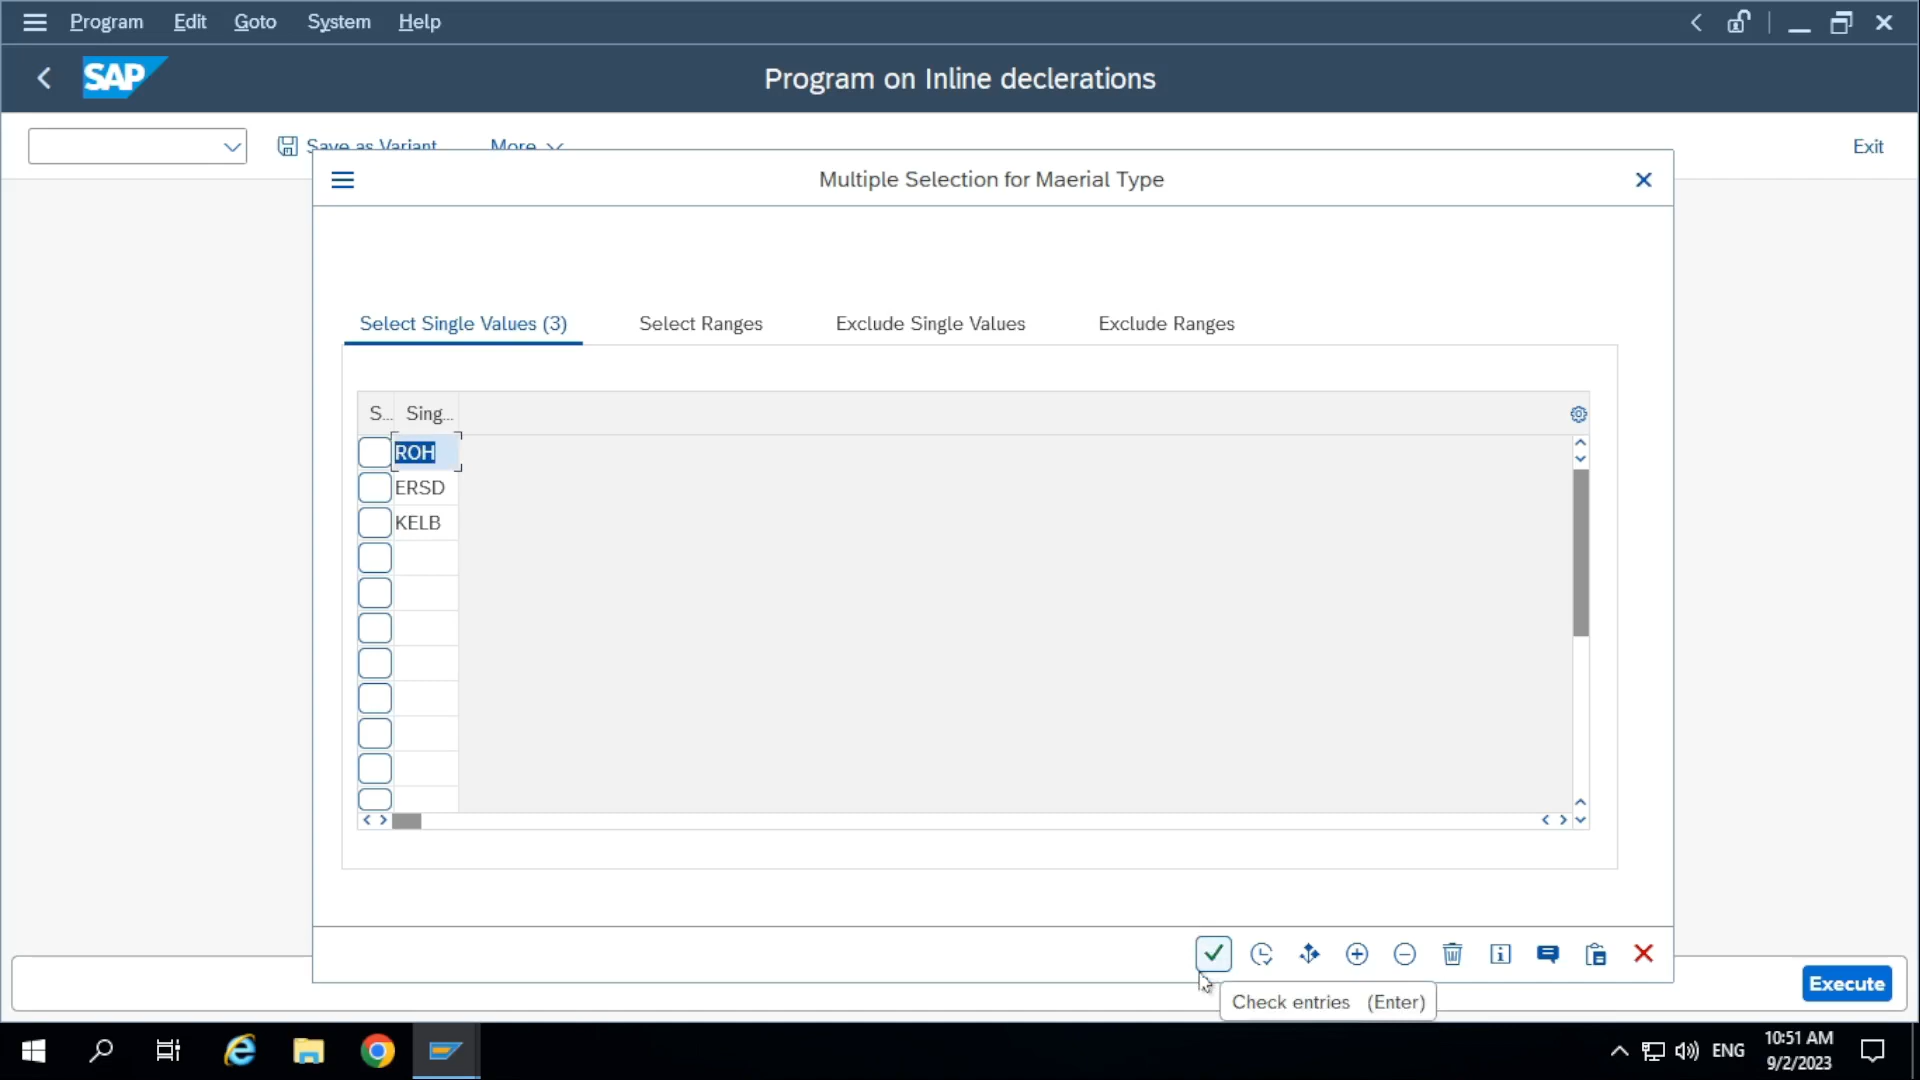 Program Edit Goto System Help
SAP
Program on Inline declerations
Save as Variant More
Exit
Multiple Selection for Maerial Type
Select Single Values (3) Select Ranges Exclude Single Values Exclude Ranges
S... Sing...
ROH
ERSD
KELB
Execute
Check entries (Enter)
ENG
10:51 AM
9/2/2023